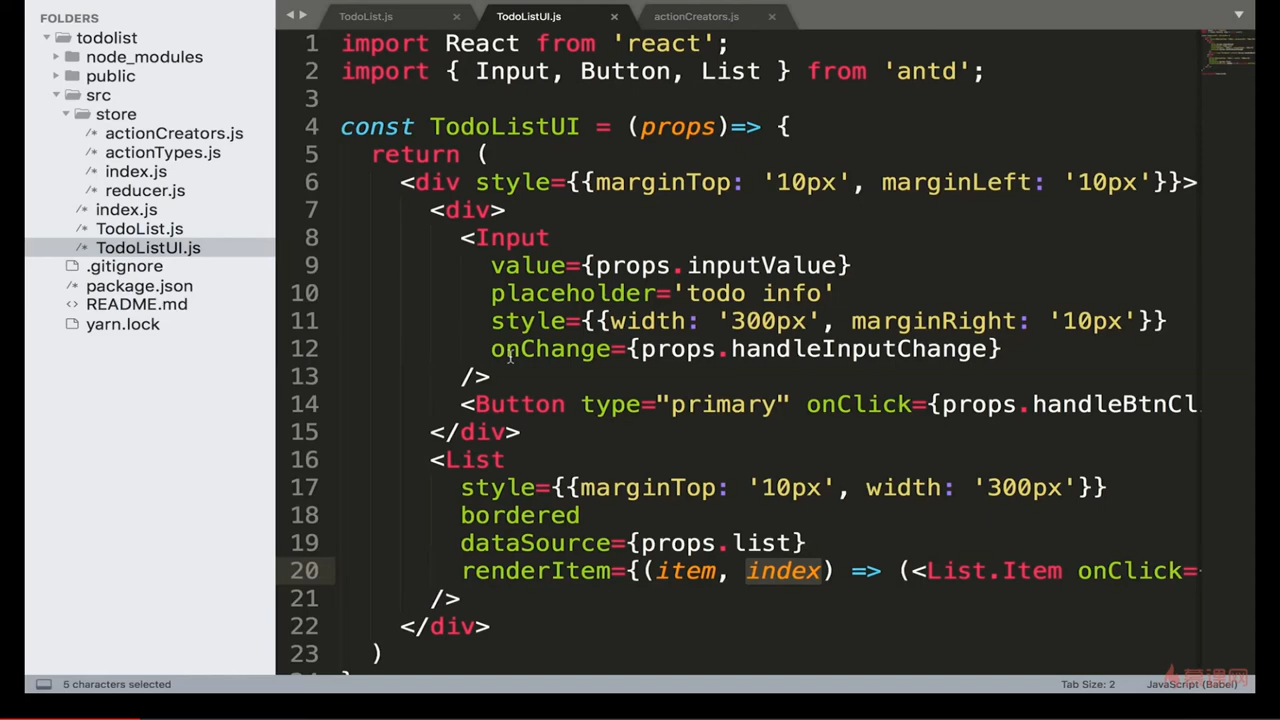 FOLDERS
todolist
node_modules
public
src
store
actionCreators.js
actionTypes.js
index.js
reducer.js
index.js
TodoList.js
TodoListUI.js
.gitignore
package.json
README.md
yarn.lock
TodoList.js × TodoListUI.js × actionCreators.js ×
1 import React from 'react';
2 import { Input, Button, List } from 'antd';
3
4 const TodoListUI = (props)=> {
5 return (
6 <div style={{marginTop: '10px', marginLeft: '10px'}}>
7 <div>
8 <Input
9 value={props.inputValue}
10 placeholder='todo info'
11 style={{width: '300px', marginRight: '10px'}}
12 onChange={props.handleInputChange}
13 />
14 <Button type="primary" onClick={props.handleBtnCl
15 </div>
16 <List
17 style={{marginTop: '10px', width: '300px'}}
18 bordered
19 dataSource={props.list}
20 renderItem={(item, index) => (<List.Item onClick=
21 />
22 </div>
23 )
5 characters selected
Tab Size: 2
JavaScript (Babel)
慕课网